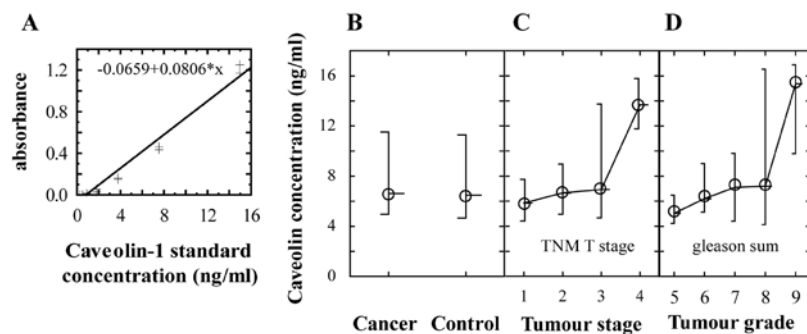 A
B
C
D
-0.0659+0.0806*x
absorbance
1.2
0.8
0.4
0.0
0 4 8 12 16
Caveolin-1 standard
concentration (ng/ml)
Caveolin concentration (ng/ml)
16
12
8
4
0
TNM T stage
gleason sum
1 2 3 4
5 6 7 8 9
Cancer Control Tumour stage Tumour grade